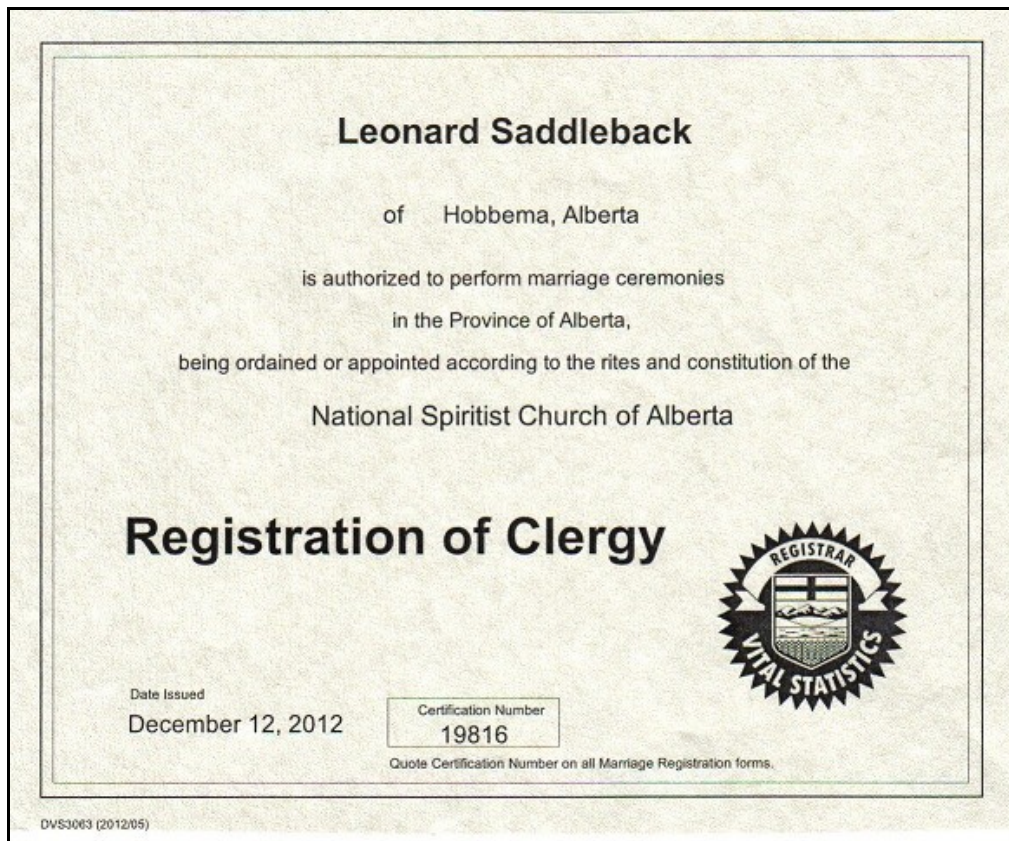 Leonard Saddleback
of Hobbema, Alberta
is authorized to perform marriage ceremonies
in the Province of Alberta,
being ordained or appointed according to the rites and constitution of the
National Spiritist Church of Alberta
Registration of Clergy
REGISTRAR
VITAL STATISTICS
Date Issued
December 12, 2012
Certification Number
19816
Quote Certification Number on all Marriage Registration forms.
DVS3063 (2012/05)